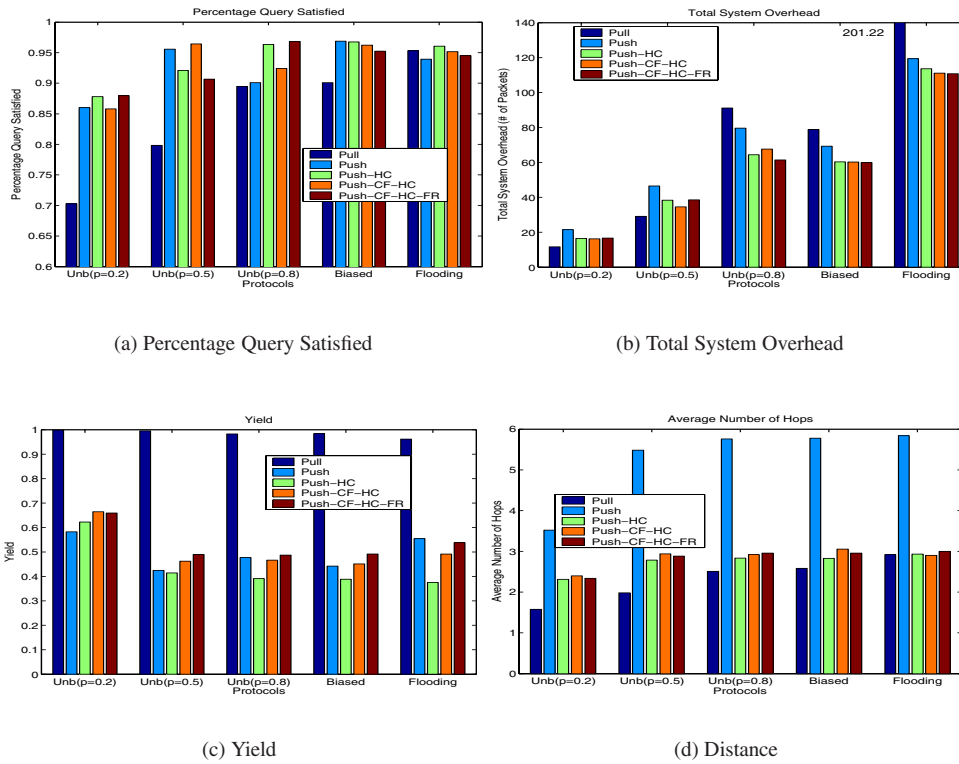 Percentage Query Satisfied
Percentage Query Satisfied
1
0.95
0.9
0.85
0.8
0.75
0.7
0.65
0.6
Pull
Push
Push-HC
Push-CF-HC
Push-CF-HC-FR
Unb(p=0.2) Unb(p=0.5) Unb(p=0.8) Biased Flooding
Protocols
(a) Percentage Query Satisfied
Total System Overhead
Total System Overhead (# of Packets)
140
120
100
80
60
40
20
0
201.22
Pull
Push
Push-HC
Push-CF-HC
Push-CF-HC-FR
Unb(p=0.2) Unb(p=0.5) Unb(p=0.8) Biased Flooding
Protocols
(b) Total System Overhead
Yield
Yield
1
0.9
0.8
0.7
0.6
0.5
0.4
0.3
0.2
0.1
0
Pull
Push
Push-HC
Push-CF-HC
Push-CF-HC-FR
Unb(p=0.2) Unb(p=0.5) Unb(p=0.8) Biased Flooding
Protocols
(c) Yield
Average Number of Hops
Average Number of Hops
6
5
4
3
2
1
0
Pull
Push
Push-HC
Push-CF-HC
Push-CF-HC-FR
Unb(p=0.2) Unb(p=0.5) Unb(p=0.8) Biased Flooding
Protocols
(d) Distance